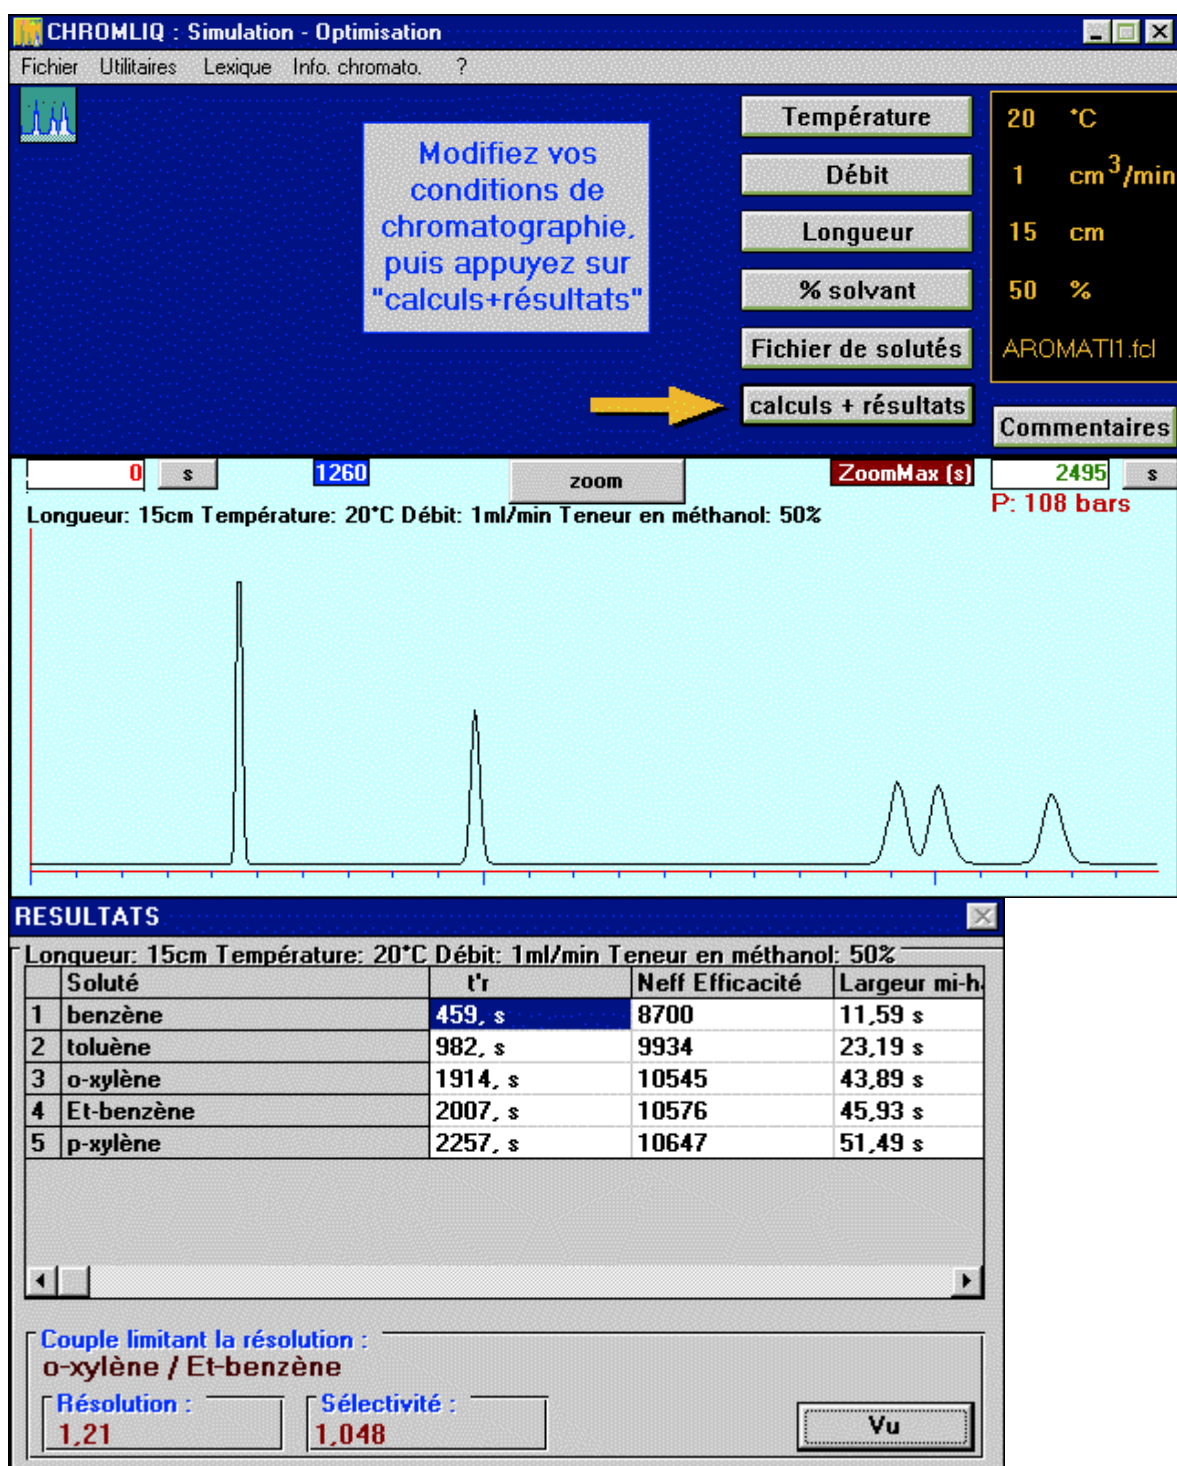 CHROMLIQ : Simulation - Optimisation
Fichier Utilitaires Lexique Info. chromato. ?
Modifiez vos
conditions de
chromatographie,
puis appuyez sur
"calculs+résultats"
Température 20 °C
Débit 1 cm³/min
Longueur 15 cm
% solvant 50 %
Fichier de solutés AROMATI1.fcl
calculs + résultats
Commentaires
0 s 1260 zoom ZoomMax (s) 2495 s
Longueur: 15cm Température: 20°C Débit: 1ml/min Teneur en méthanol: 50%
P: 108 bars
RESULTATS
Longueur: 15cm Température: 20°C Débit: 1ml/min Teneur en méthanol: 50%
Soluté t'r Neff Efficacité Largeur mi-h
1 benzène 459, s 8700 11,59 s
2 toluène 982, s 9934 23,19 s
3 o-xylène 1914, s 10545 43,89 s
4 Et-benzène 2007, s 10576 45,93 s
5 p-xylène 2257, s 10647 51,49 s
Couple limitant la résolution :
o-xylène / Et-benzène
Résolution : Sélectivité :
1,21 1,048
Vu